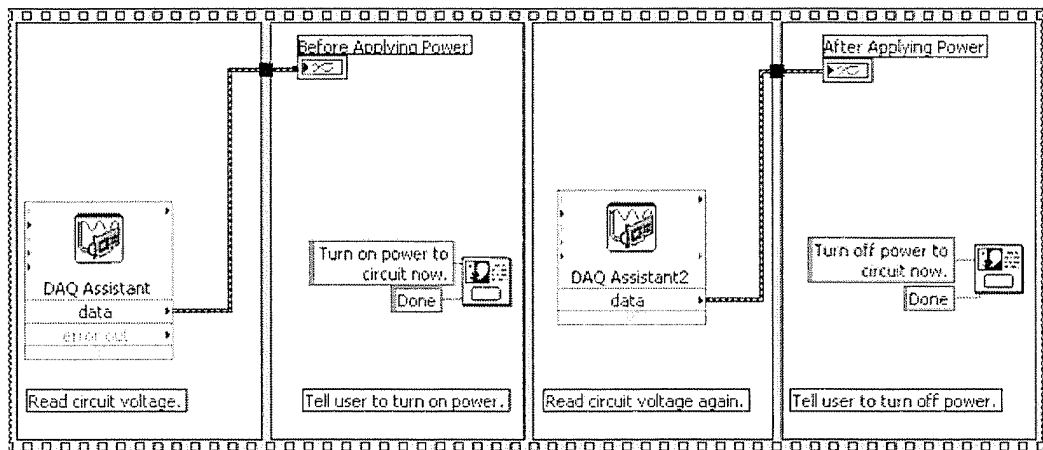 Before Applying Power
After Applying Power
DAQ Assistant
data
error out
Turn on power to
circuit now.
Done
DAQ Assistant2
data
Turn off power to
circuit now.
Done
Read circuit voltage.
Tell user to turn on power.
Read circuit voltage again.
Tell user to turn off power.